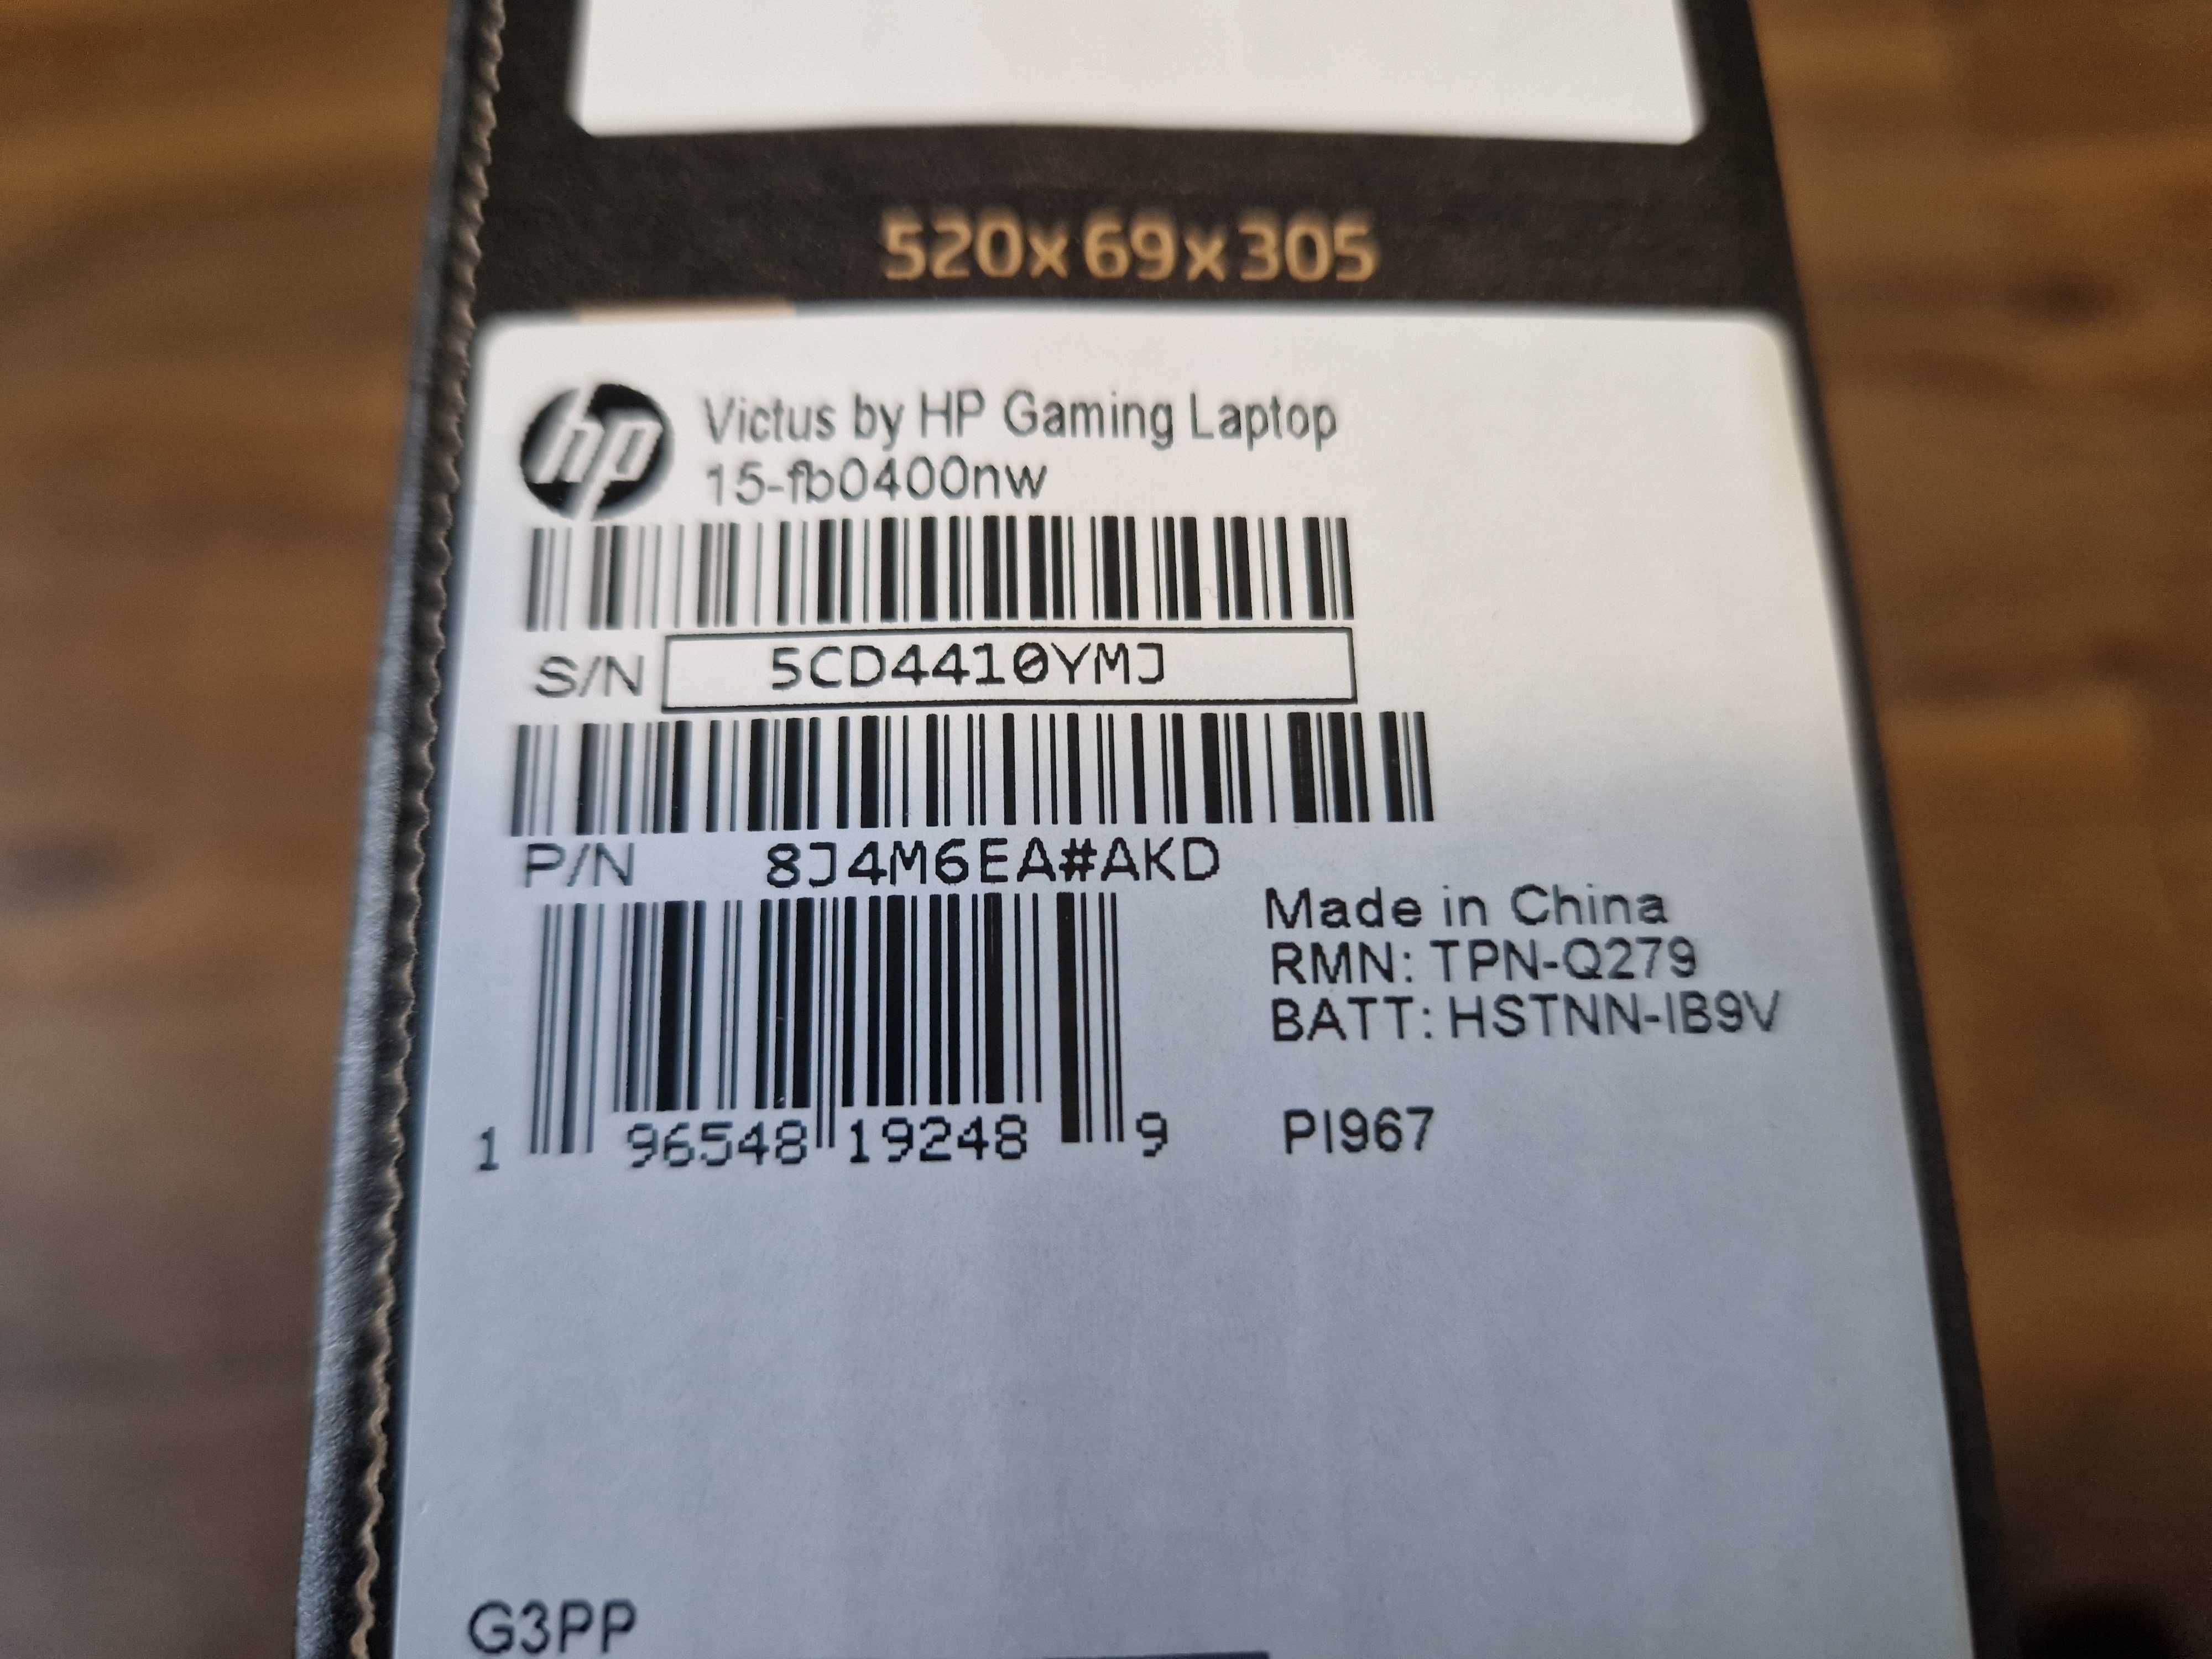 520x69x305
hp
Victus by HP Gaming Laptop
15-fb0400nw
S/N 5CD4410YMJ
P/N 8J4M6EA#AKD
Made in China
RMN: TPN-Q279
BATT: HSTNN-IB9V
1 96548 19248 9
PI967
G3PP